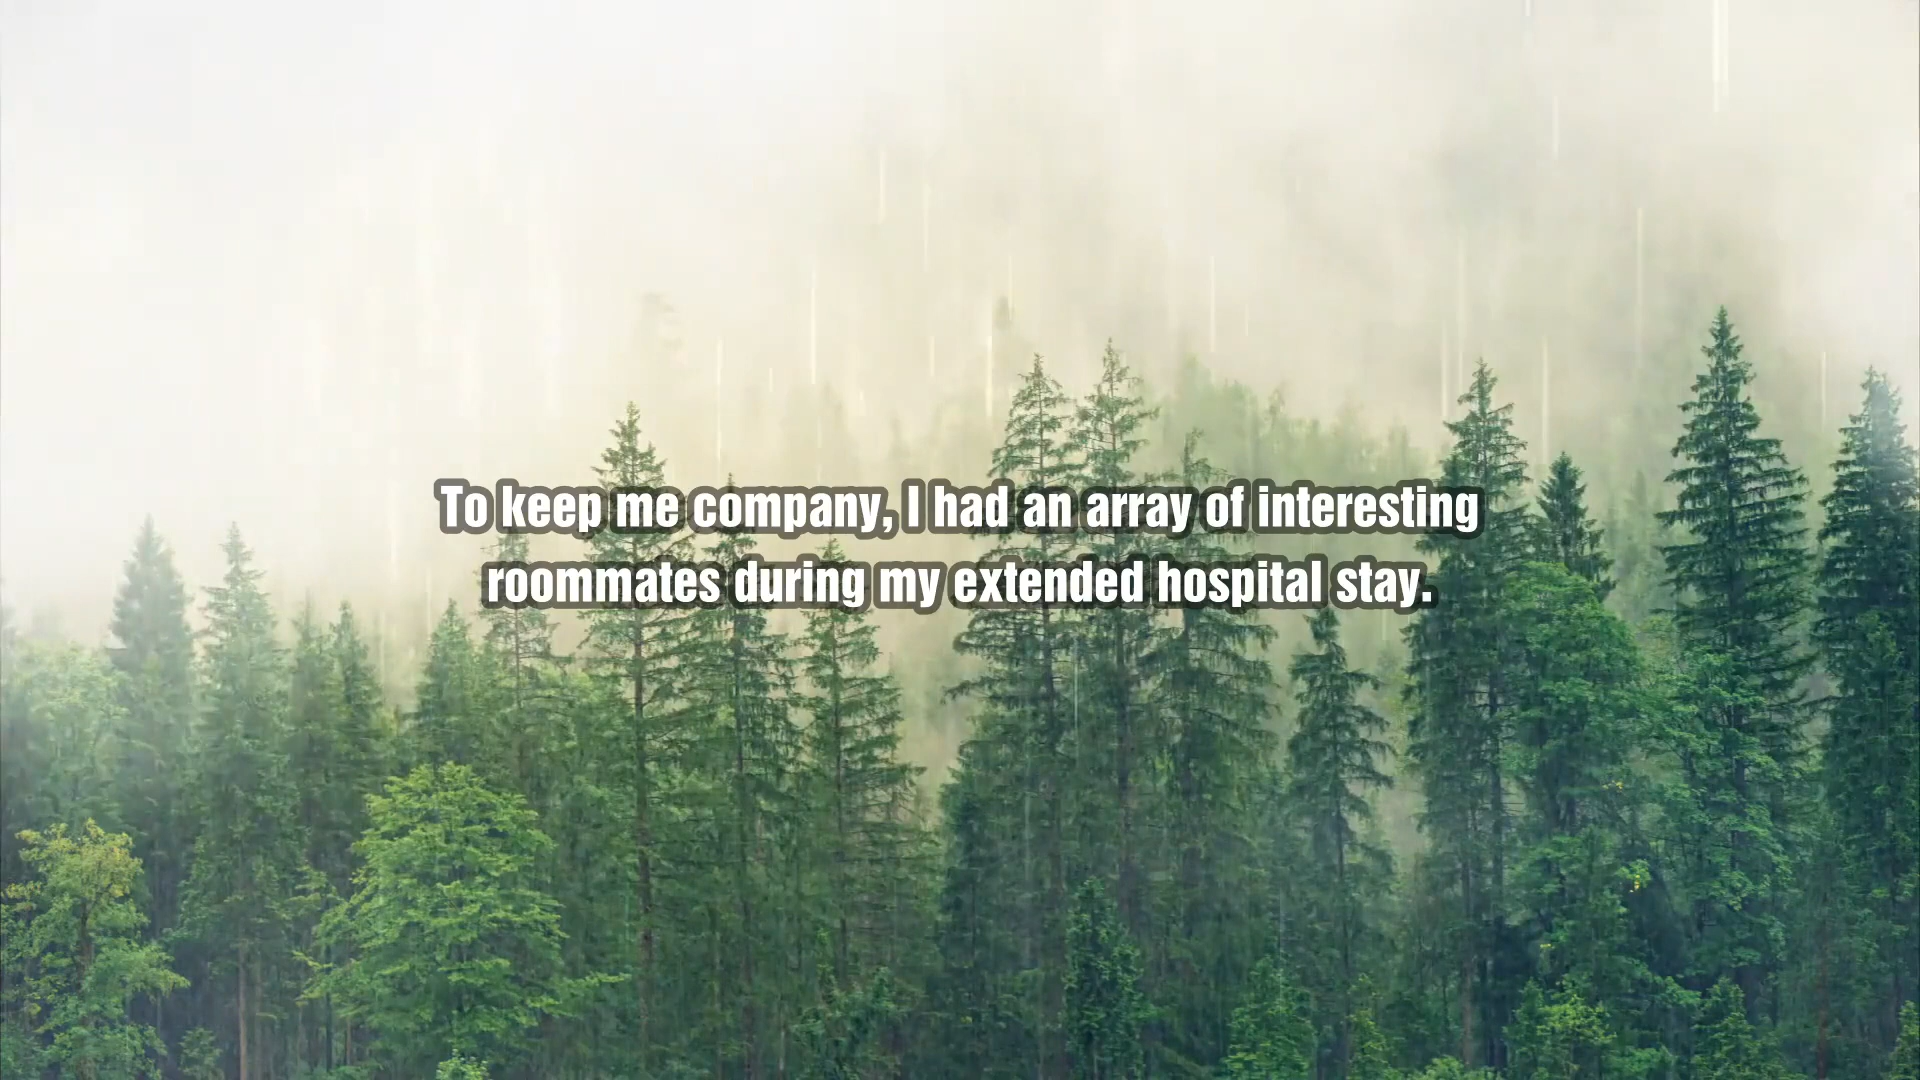 To keep me company, I had an array of interesting
roommates during my extended hospital stay.